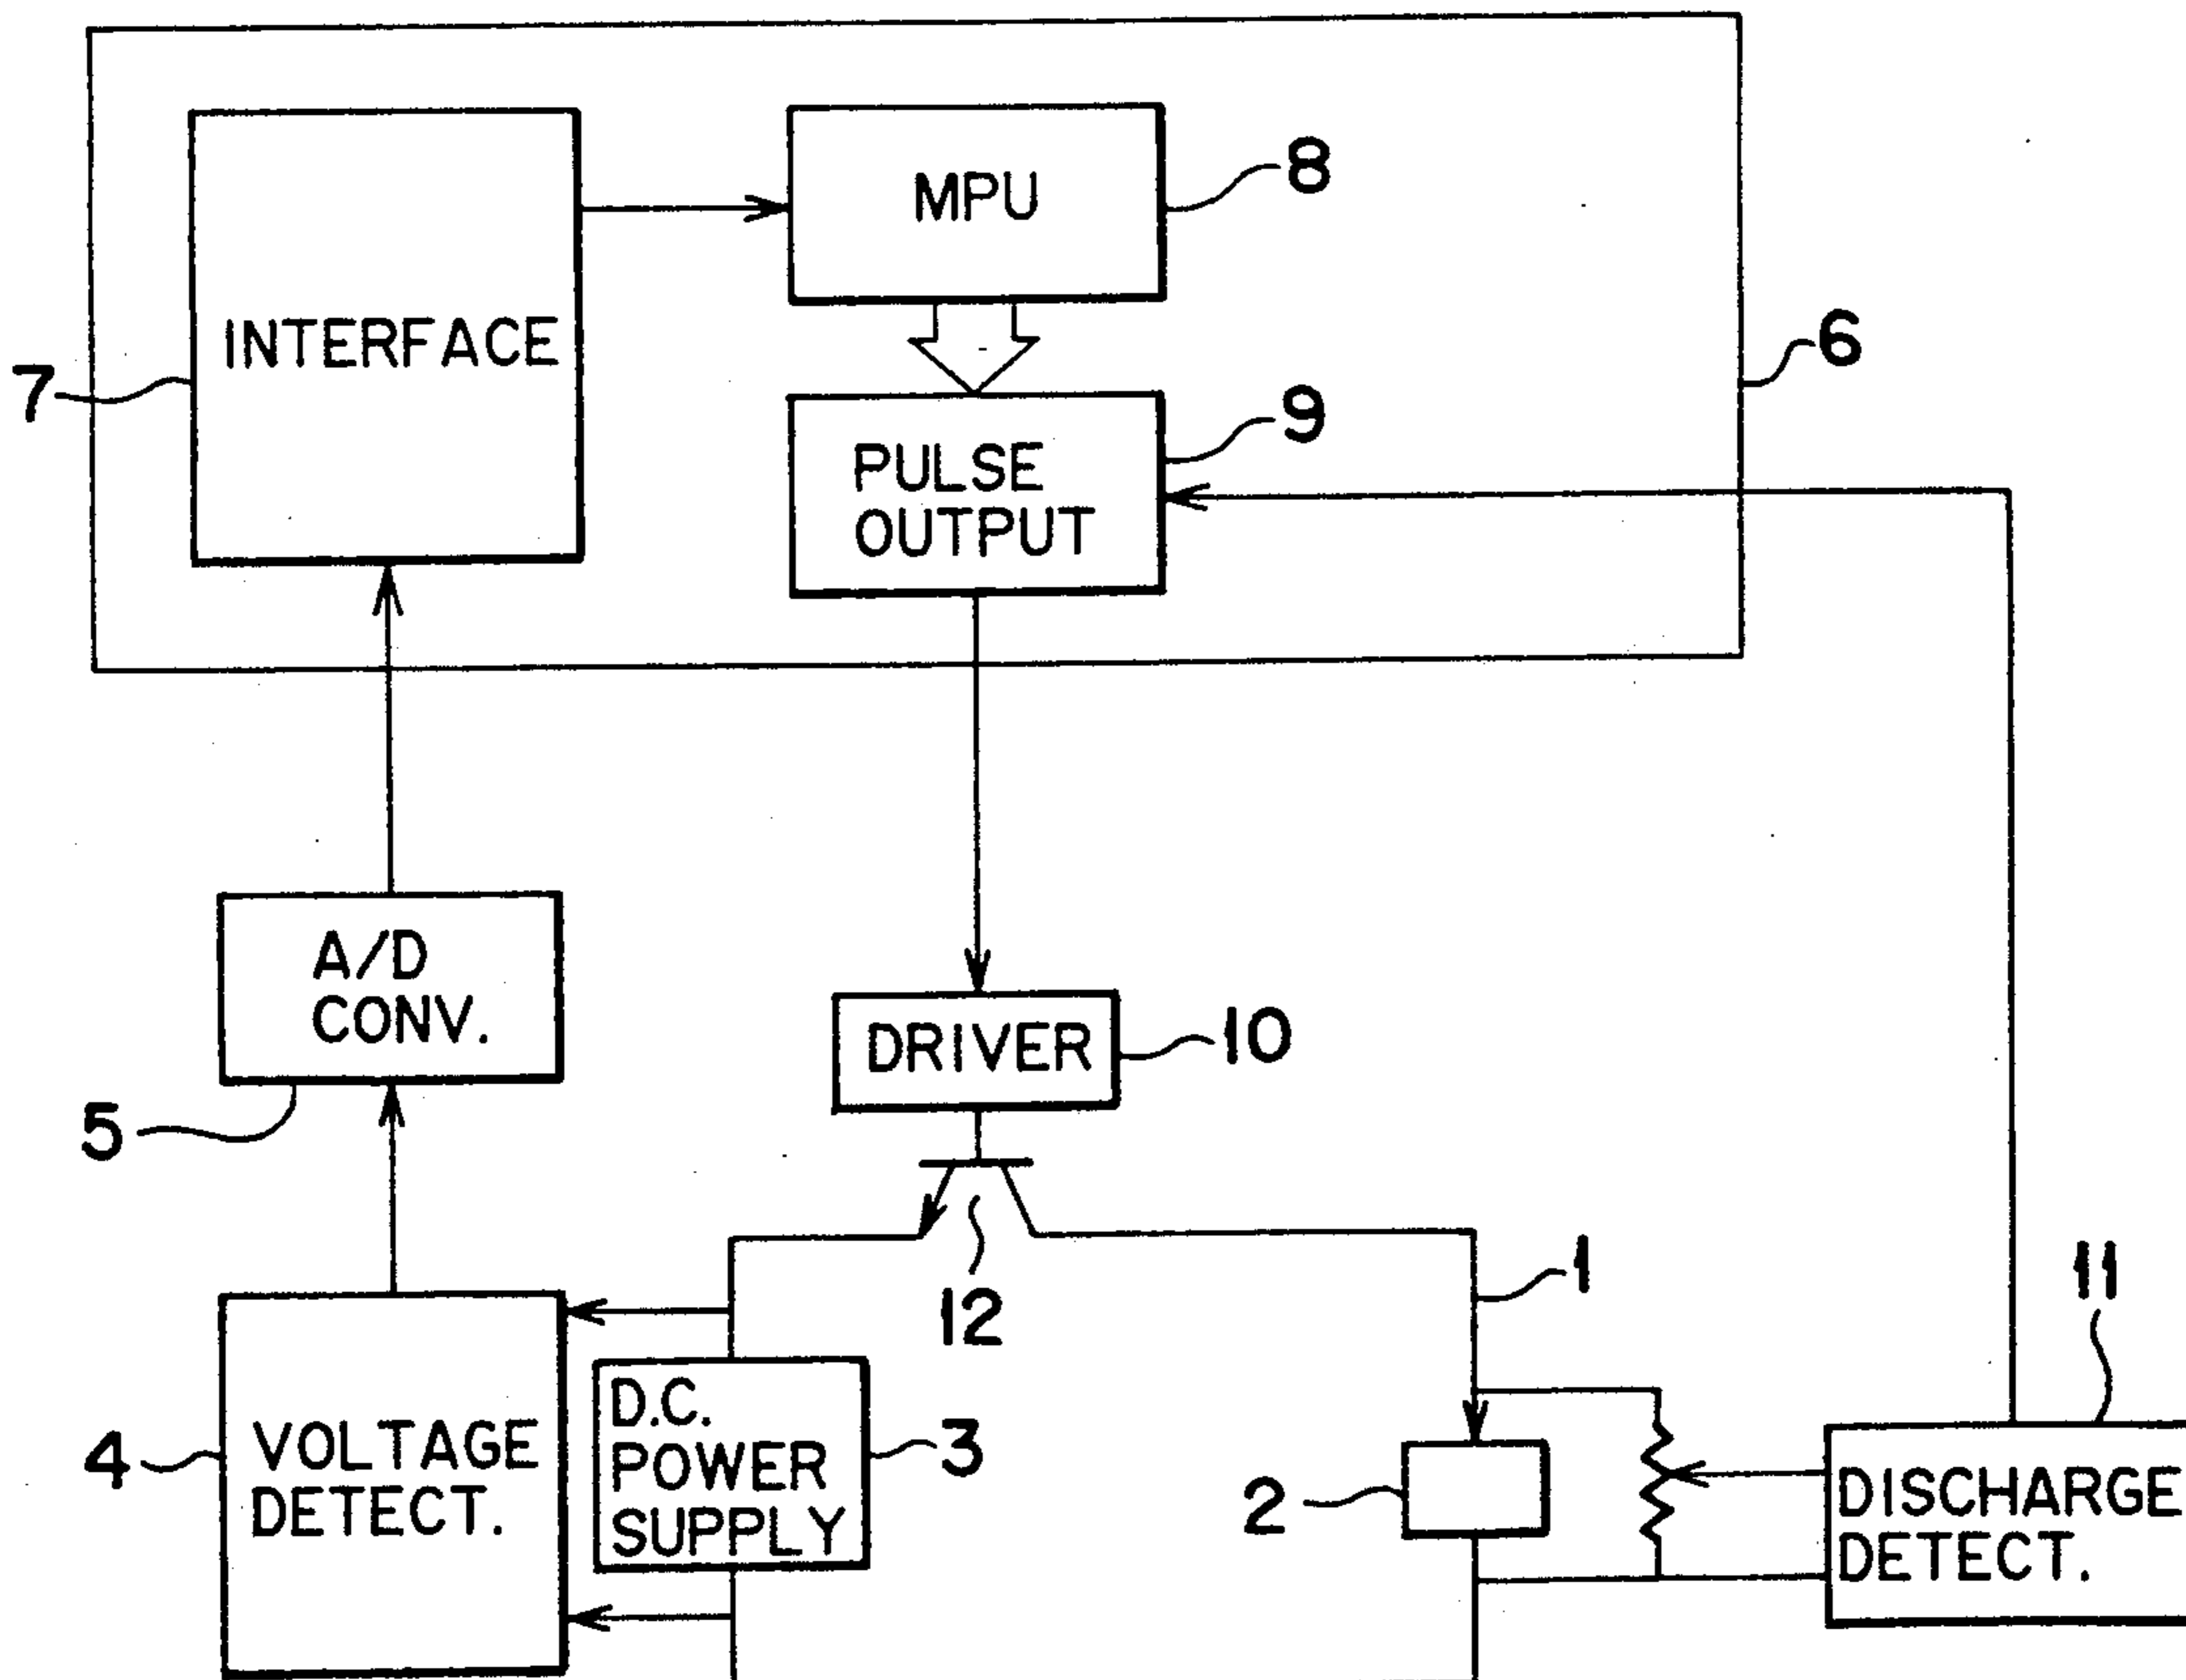 MPU
8
INTERFACE
6
7
PULSE
OUTPUT
9
A/D
CONV.
5
DRIVER
10
12
1
11
VOLTAGE
DETECT.
4
D.C.
POWER
SUPPLY
3
2
DISCHARGE
DETECT.